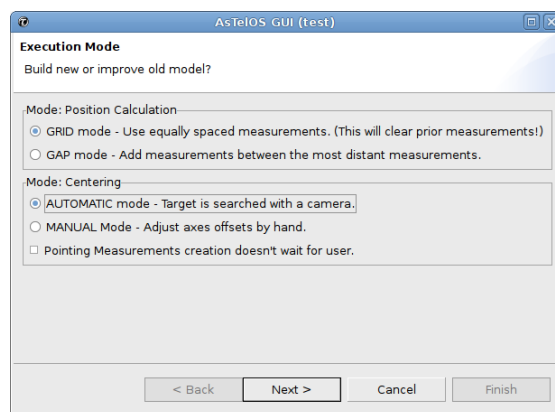 AsTelOS GUI (test)
Execution Mode
Build new or improve old model?
Mode: Position Calculation
GRID mode - Use equally spaced measurements. (This will clear prior measurements!)
GAP mode - Add measurements between the most distant measurements.
Mode: Centering
AUTOMATIC mode - Target is searched with a camera.
MANUAL Mode - Adjust axes offsets by hand.
Pointing Measurements creation doesn't wait for user.
< Back Next > Cancel Finish